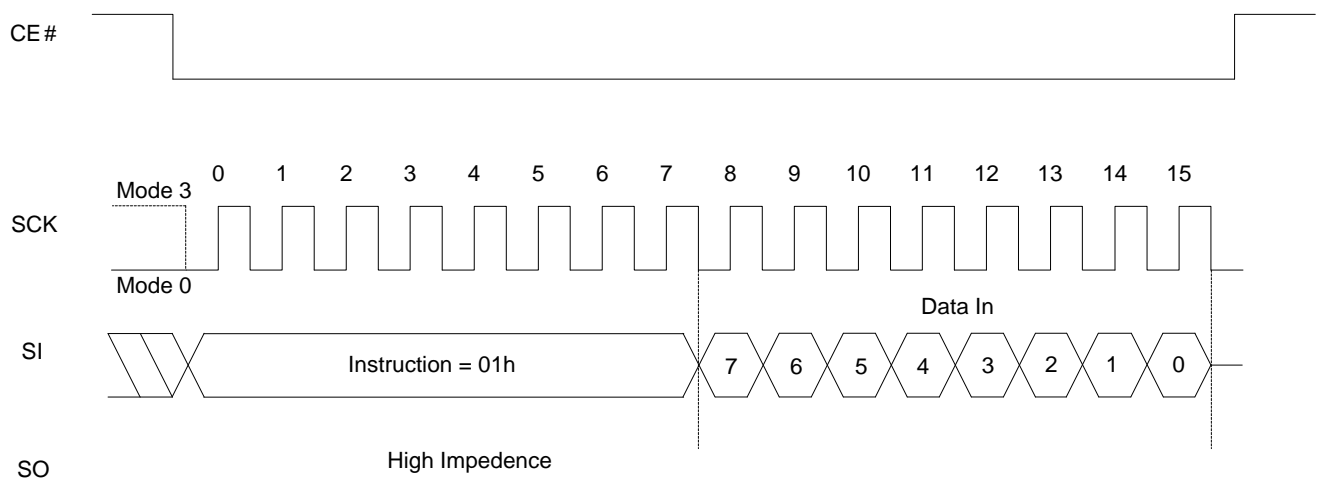 CE#
0 1 2 3 4 5 6 7 8 9 10 11 12 13 14 15
Mode 3
SCK
Mode 0
Data In
SI
Instruction = 01h
7 6 5 4 3 2 1 0
High Impedence
SO